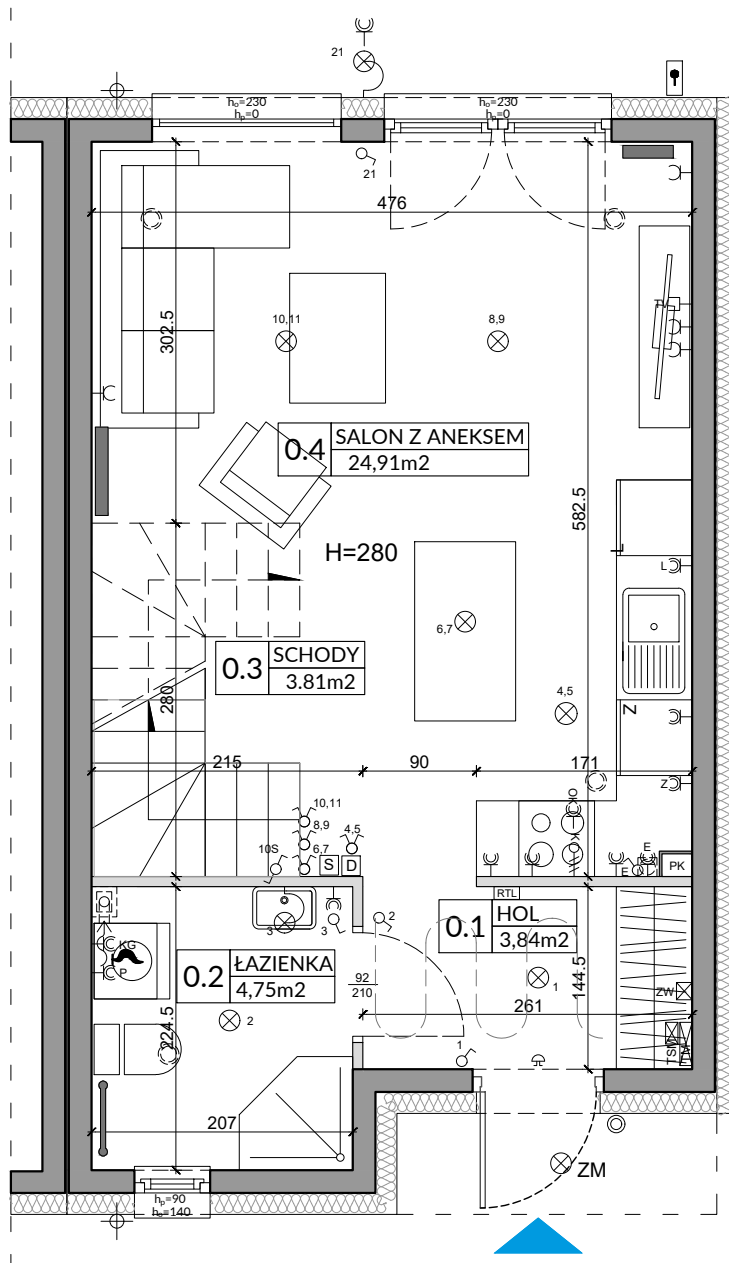 21
hₒ=230
hₚ=0
hₒ=230
hₚ=0
21
476
302.5
10,11
8,9
TV
0.4
SALON Z ANEKSEM
24,91m2
582.5
H=280
L
L
6,7
0.3
SCHODY
3.81m2
280
4,5
Z
215
90
171
Z
10,11
8,9
6,7
4,5
10S
S
D
OK
KG
E
E
PK
RTL
3
3
2
0.1
HOL
3,84m2
144.5
KG
P
0.2
ŁAZIENKA
4,75m2
92
210
1
261
ZW
224.5
2
1
TSM
207
ZM
hₚ=90
hₒ=140